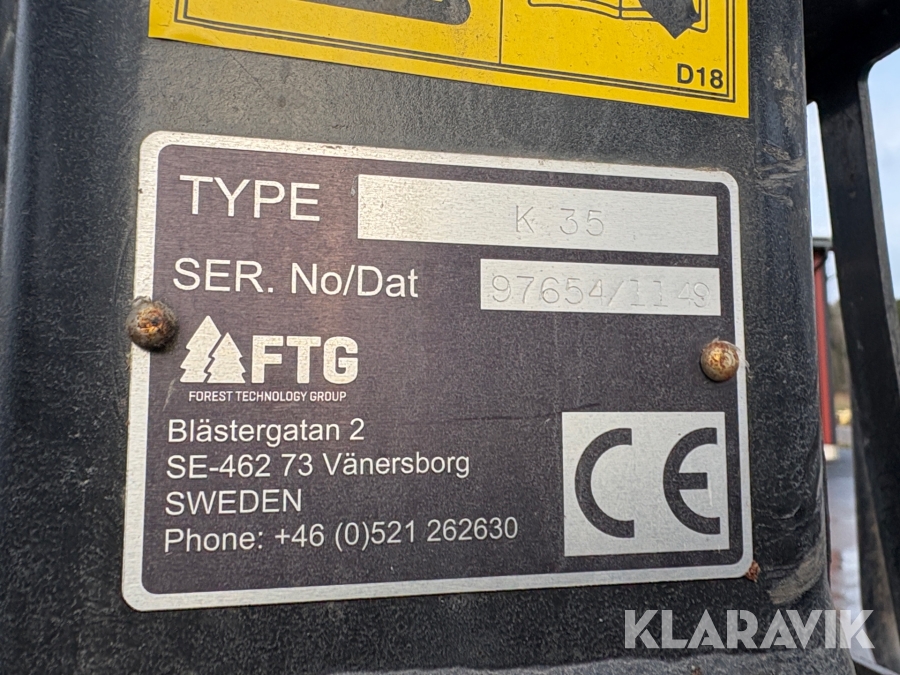 D18
TYPE K 35
SER. No/Dat 97654/1149
FTG
FOREST TECHNOLOGY GROUP
Blästergatan 2
SE-462 73 Vänersborg
SWEDEN
Phone: +46 (0)521 262630
CE
KLARAVIK